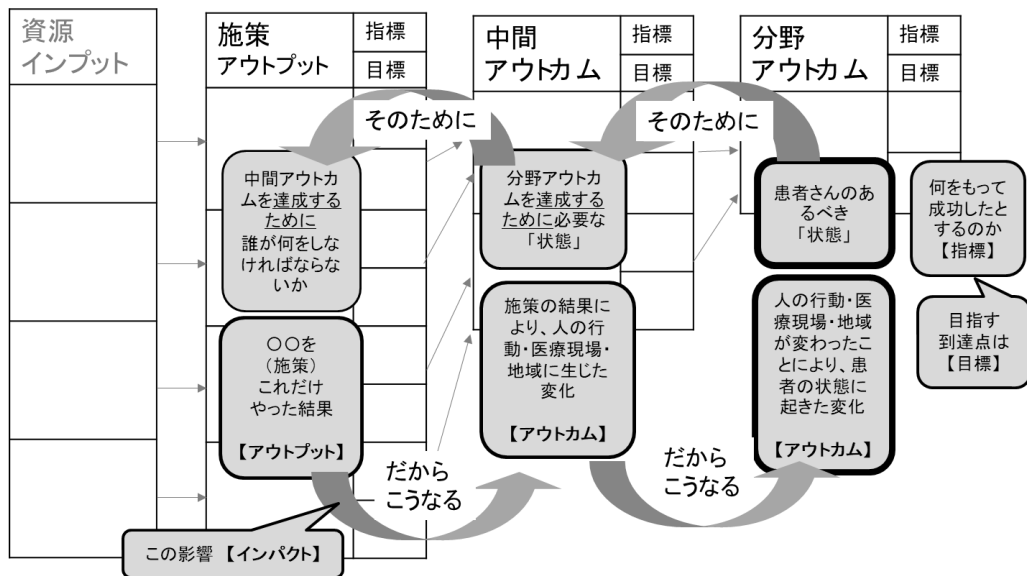 資源
インプット
施策
アウトプット
指標
目標
中間
アウトカム
指標
目標
分野
アウトカム
指標
目標
そのために
そのために
中間アウトカ
ムを達成する
ために
誰が何をしな
ければならな
いか
分野アウトカ
ムを達成する
ために必要な
「状態」
患者さんのあ
るべき
「状態」
何をもって
成功したと
するのか
【指標】
〇〇を
(施策)
これだけ
やった結果
【アウトプット】
施策の結果に
より、人の行
動・医療現場・
地域に生じた
変化
【アウトカム】
人の行動・医
療現場・地域
が変わったこ
とにより、患
者の状態に
起きた変化
【アウトカム】
目指す
到達点は
【目標】
だから
こうなる
だから
こうなる
この影響 【インパクト】